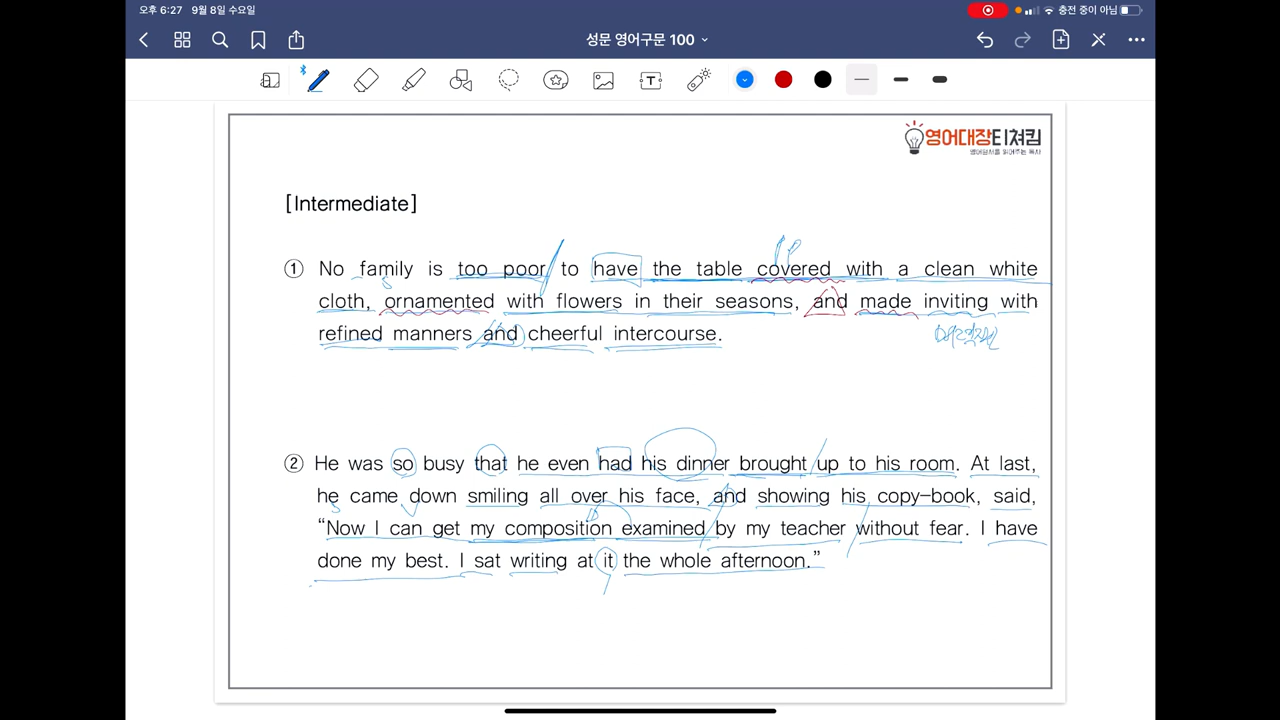 오후 6:27 9월 8일 수요일
충전 중이 아님
성문 영어구문 100
영어대장티쳐킴
[Intermediate]
① No family is too poor to have the table covered with a clean white
cloth, ornamented with flowers in their seasons, and made inviting with
refined manners and cheerful intercourse.
매력적인
② He was so busy that he even had his dinner brought up to his room. At last,
he came down smiling all over his face, and showing his copy-book, said,
"Now I can get my composition examined by my teacher without fear. I have
done my best. I sat writing at it the whole afternoon."